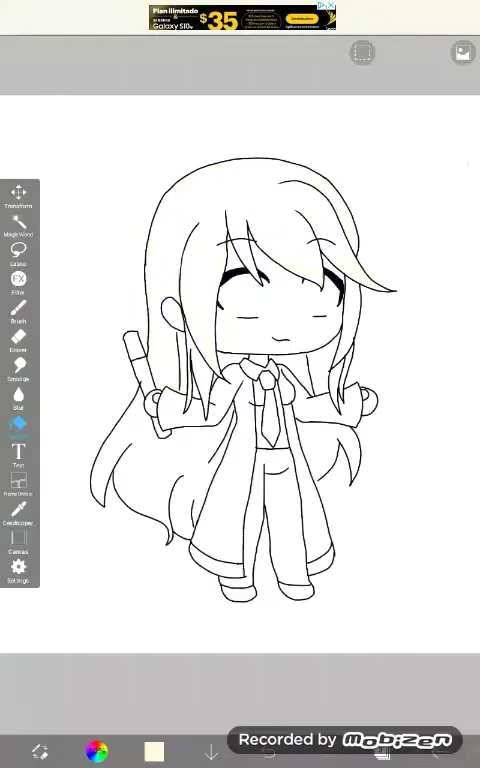 Plan ilimitado
&
Galaxy S10e
$35
Transform
Magic Wand
Lasso
FX
Filter
Brush
Eraser
Smudge
Blur
T
Text
Frame Divider
Eyedropper
Canvas
Settings
Recorded by Mobizen